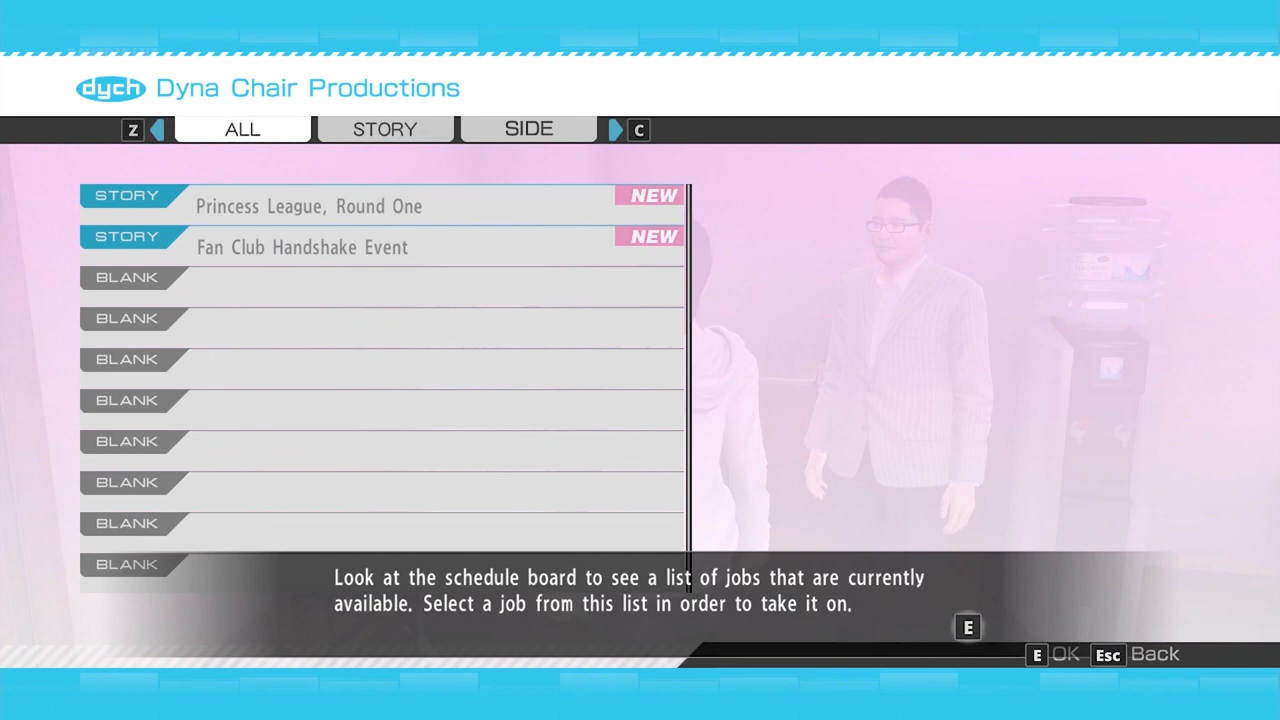 dych Dyna Chair Productions
Z ALL STORY SIDE C
STORY Princess League, Round One NEW
STORY Fan Club Handshake Event NEW
BLANK
BLANK
BLANK
BLANK
BLANK
BLANK
BLANK
BLANK
Look at the schedule board to see a list of jobs that are currently
available. Select a job from this list in order to take it on.
E
E OK Esc Back